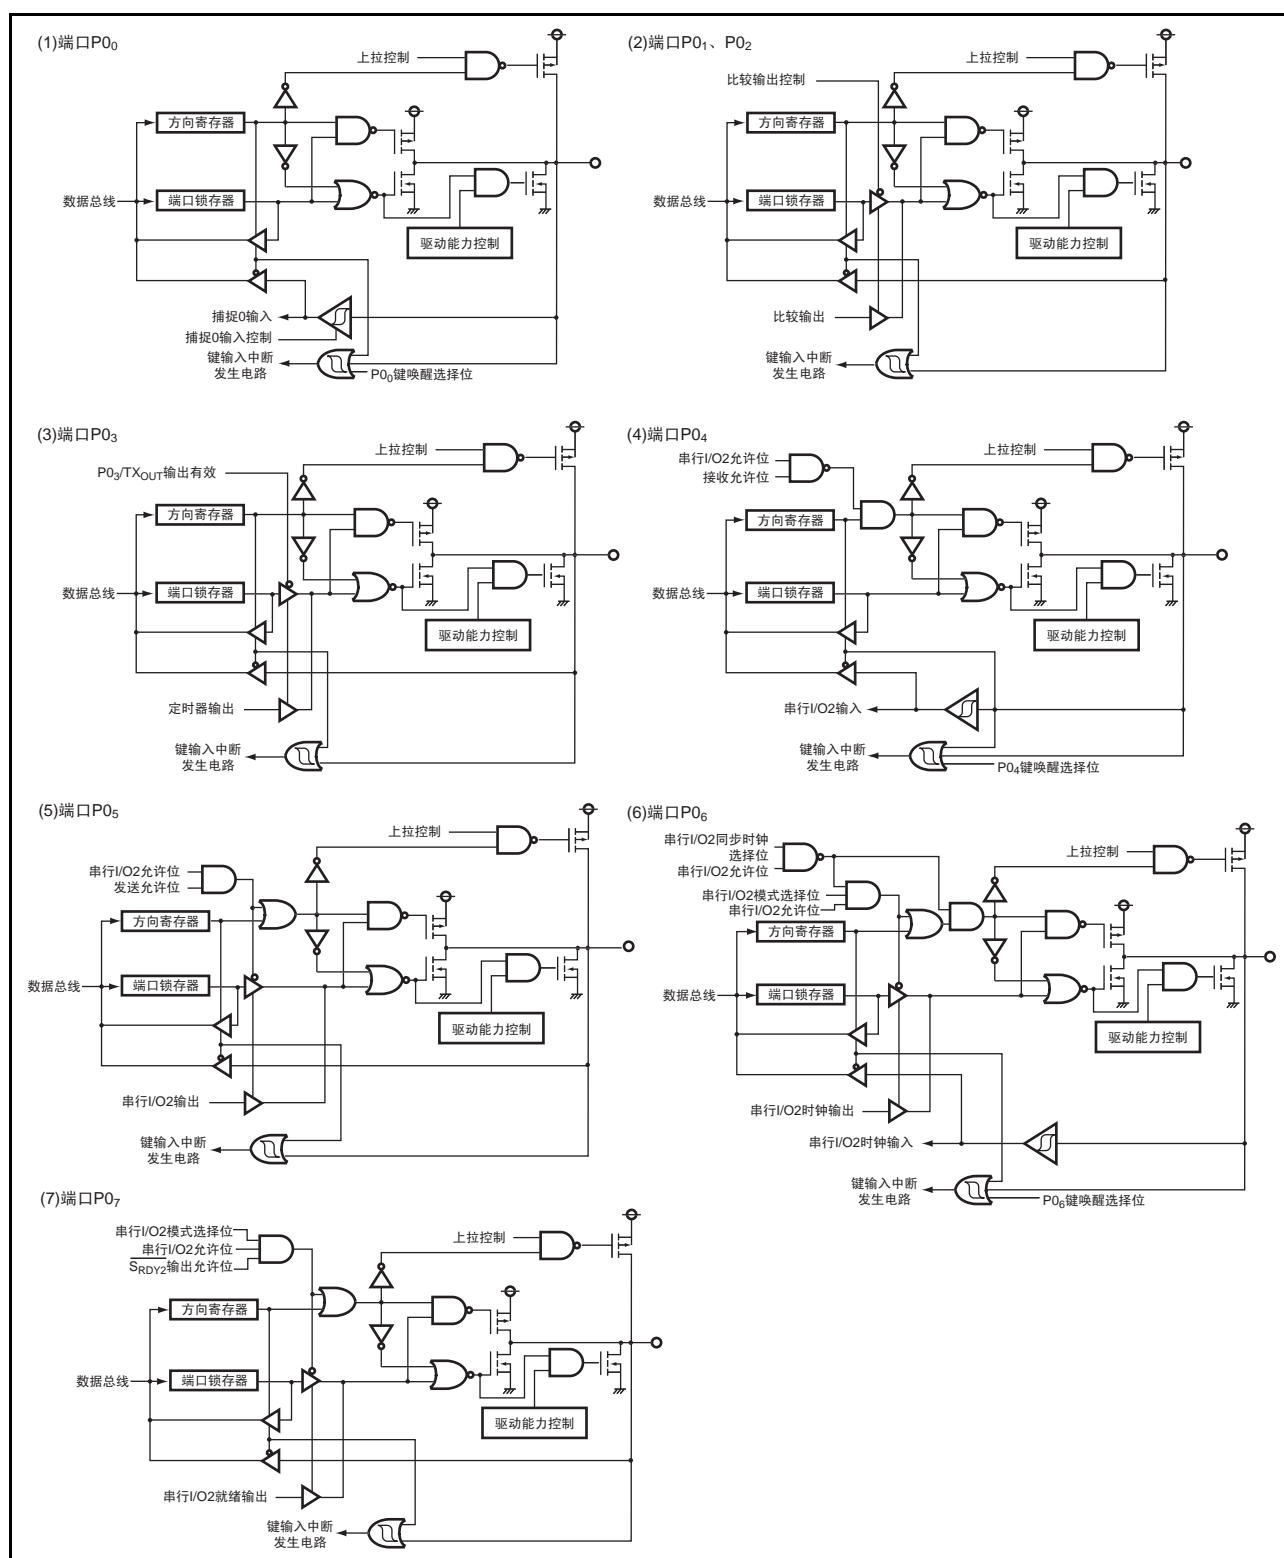 (1)端口P0₀
上拉控制
方向寄存器
数据总线
端口锁存器
驱动能力控制
捕捉0输入
捕捉0输入控制
键输入中断
发生电路
P0₀键唤醒选择位
(2)端口P0₁、P0₂
上拉控制
比较输出控制
方向寄存器
数据总线
端口锁存器
驱动能力控制
比较输出
键输入中断
发生电路
(3)端口P0₃
上拉控制
P0₃/TX_OUT输出有效
方向寄存器
数据总线
端口锁存器
驱动能力控制
定时器输出
键输入中断
发生电路
(4)端口P0₄
上拉控制
串行I/O2允许位
接收允许位
方向寄存器
数据总线
端口锁存器
驱动能力控制
串行I/O2输入
键输入中断
发生电路
P0₄键唤醒选择位
(5)端口P0₅
上拉控制
串行I/O2允许位
发送允许位
方向寄存器
数据总线
端口锁存器
驱动能力控制
串行I/O2输出
键输入中断
发生电路
(6)端口P0₆
串行I/O2同步时钟
选择位
串行I/O2允许位
上拉控制
串行I/O2模式选择位
串行I/O2允许位
方向寄存器
数据总线
端口锁存器
驱动能力控制
串行I/O2时钟输出
串行I/O2时钟输入
键输入中断
发生电路
P0₆键唤醒选择位
(7)端口P0₇
串行I/O2模式选择位
串行I/O2允许位
S_RDY2输出允许位
上拉控制
方向寄存器
数据总线
端口锁存器
驱动能力控制
串行I/O2就绪输出
键输入中断
发生电路